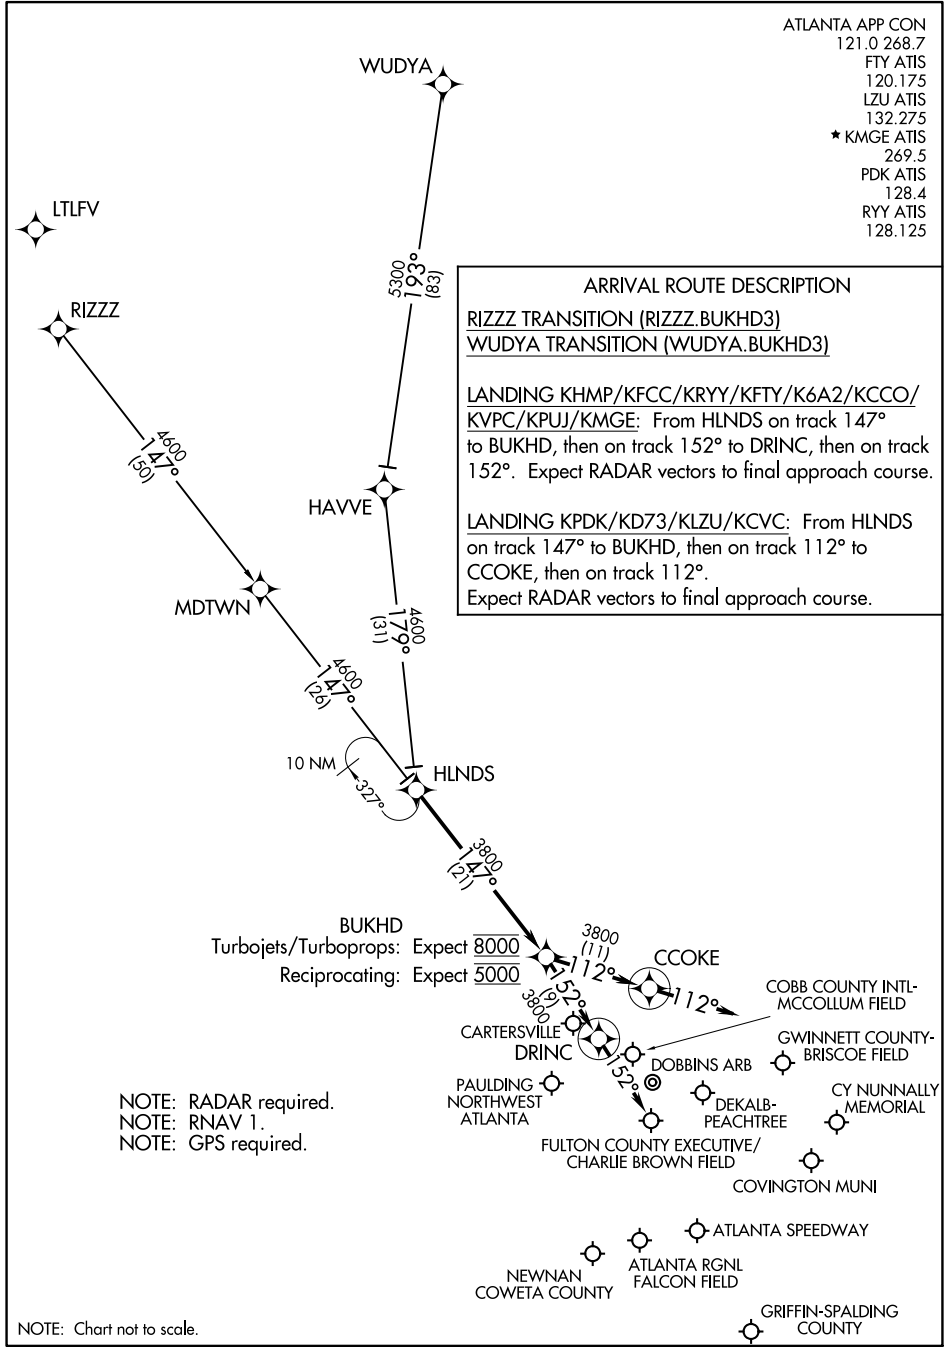 ATLANTA APP CON
121.0 268.7
FTY ATIS
120.175
LZU ATIS
132.275
★ KMGE ATIS
269.5
PDK ATIS
128.4
RYY ATIS
128.125
WUDYA
LTLFV
RIZZZ
5300
193°
(83)
ARRIVAL ROUTE DESCRIPTION
RIZZZ TRANSITION (RIZZZ.BUKHD3)
WUDYA TRANSITION (WUDYA.BUKHD3)
LANDING KHMP/KFCC/KRYY/KFTY/K6A2/KCCO/
KVPC/KPUJ/KMGE: From HLNDS on track 147°
to BUKHD, then on track 152° to DRINC, then on track
152°. Expect RADAR vectors to final approach course.
LANDING KPDK/KD73/KLZU/KCVC: From HLNDS
on track 147° to BUKHD, then on track 112° to
CCOKE, then on track 112°.
Expect RADAR vectors to final approach course.
4600
147°
(50)
HAVVE
MDTWN
4600
179°
(31)
4600
147°
(26)
10 NM
327°
HLNDS
3800
147°
(21)
BUKHD
Turbojets/Turboprops: Expect 8000
Reciprocating: Expect 5000
3800
(11)
112°
CCOKE
112°
152°
(9)
3800
COBB COUNTY INTL-
MCCOLLUM FIELD
CARTERSVILLE
DRINC
152°
GWINNETT COUNTY-
BRISCOE FIELD
DOBBINS ARB
PAULDING
NORTHWEST
ATLANTA
DEKALB-
PEACHTREE
CY NUNNALLY
MEMORIAL
NOTE: RADAR required.
NOTE: RNAV 1.
NOTE: GPS required.
FULTON COUNTY EXECUTIVE/
CHARLIE BROWN FIELD
COVINGTON MUNI
ATLANTA SPEEDWAY
ATLANTA RGNL
FALCON FIELD
NEWNAN
COWETA COUNTY
GRIFFIN-SPALDING
COUNTY
NOTE: Chart not to scale.